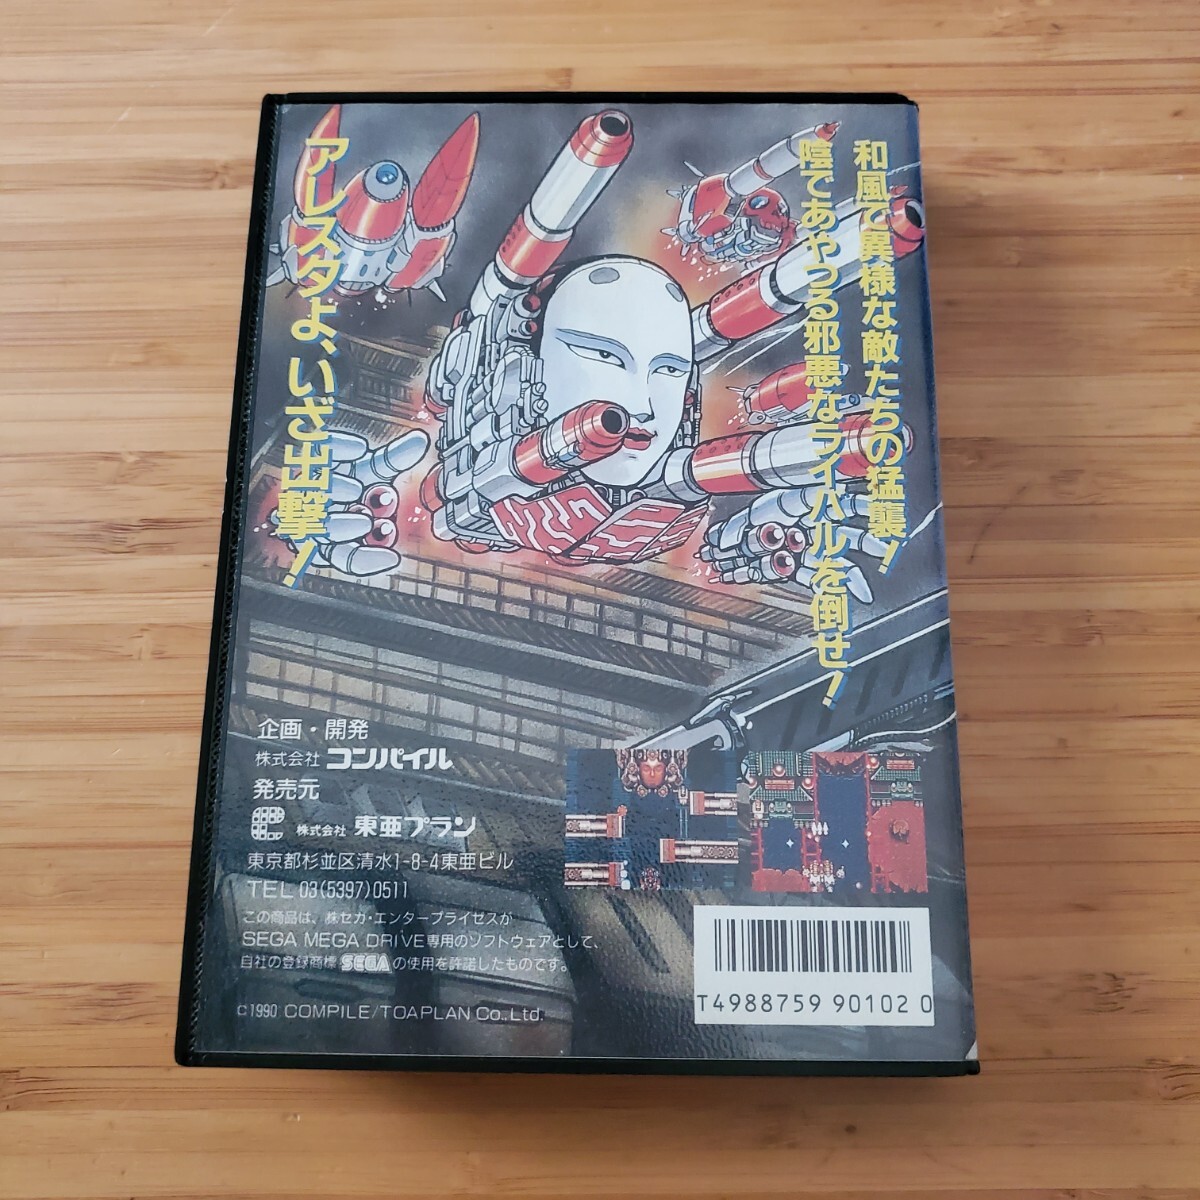 和風で異様な敵たちの猛襲!
陰であやつる邪悪なライバルを倒せ!
アレスタよ、いざ出撃!
企画・開発
株式会社 コンパイル
発売元
株式会社 東亜プラン
東京都杉並区清水1-8-4東亜ビル
TEL 03(5397)0511
この商品は、㈱セガ・エンタープライゼスが
SEGA MEGA DRIVE専用のソフトウェアとして、
自社の登録商標 SEGA の使用を許諾したものです。
©1990 COMPILE/TOAPLAN Co., Ltd.
T4988759 90102 0